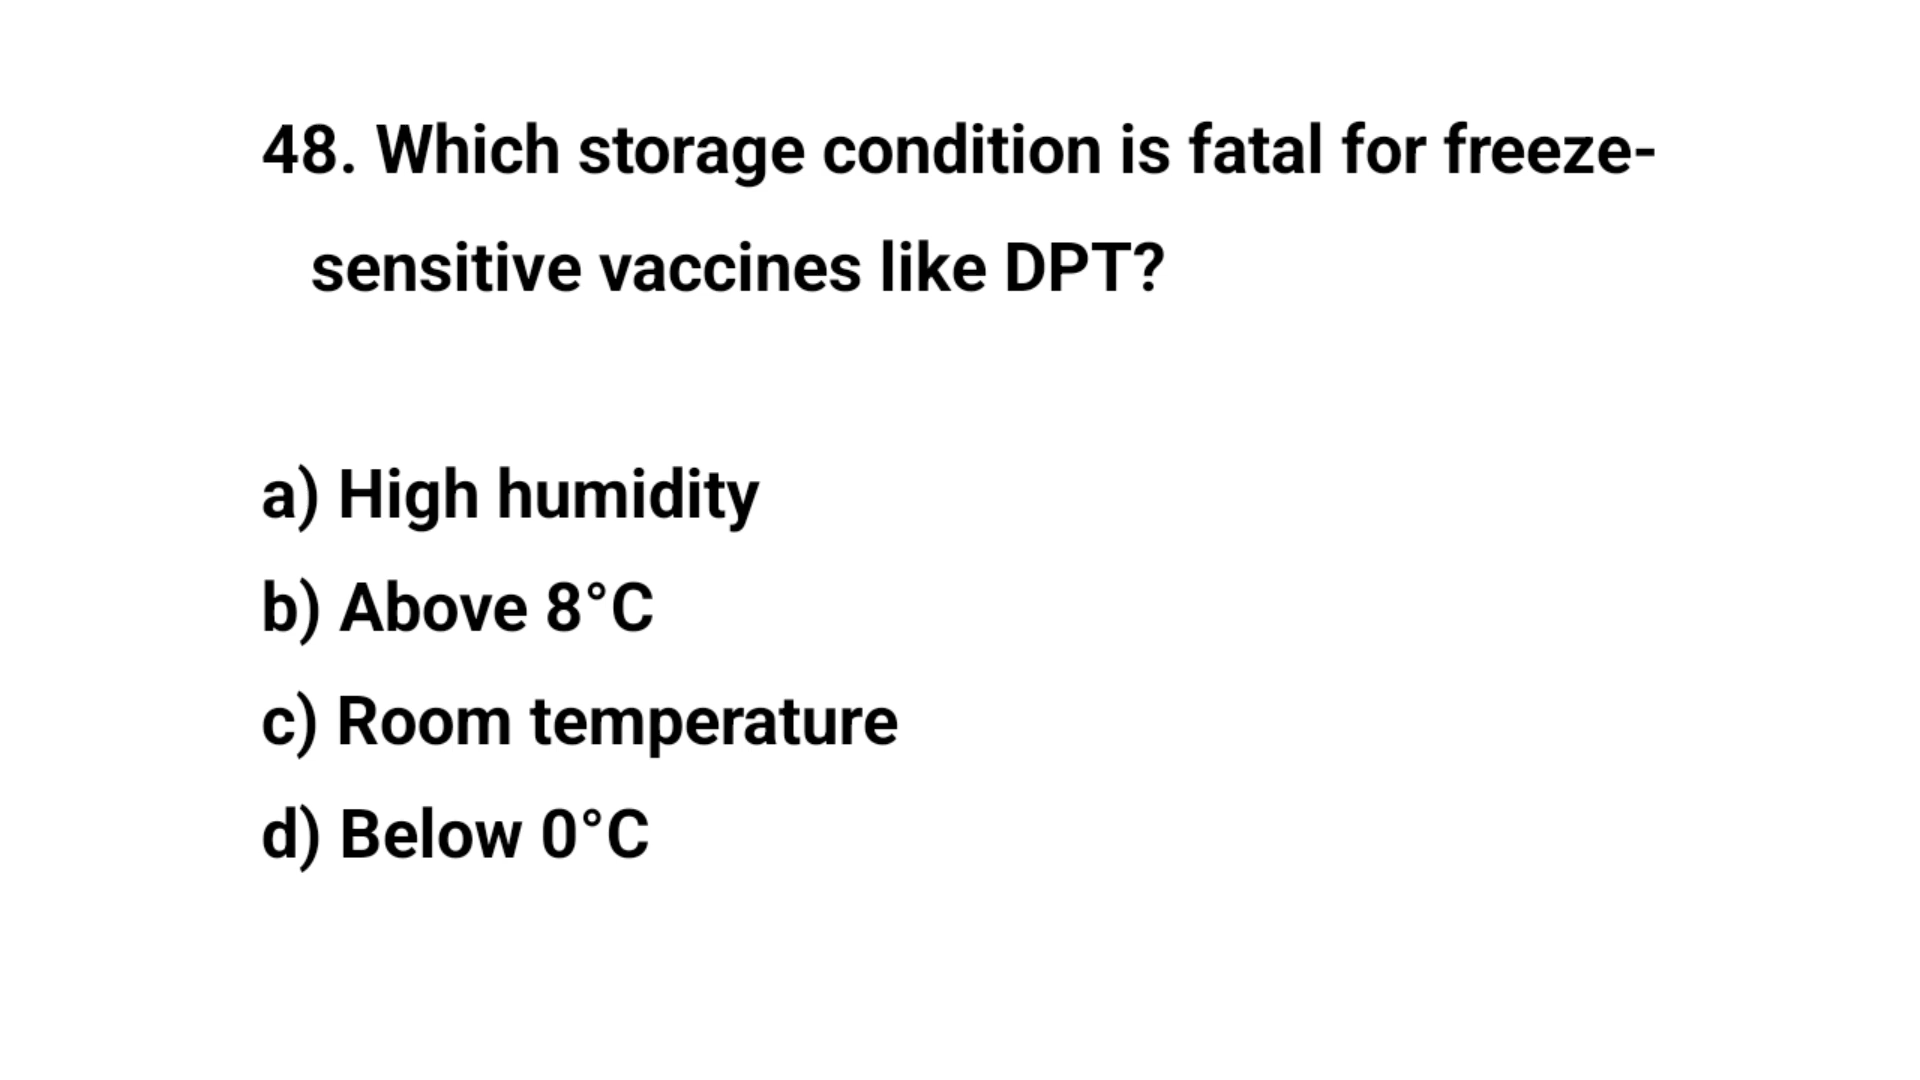 48. Which storage condition is fatal for freeze-
sensitive vaccines like DPT?
a) High humidity
b) Above 8°C
c) Room temperature
d) Below 0°C